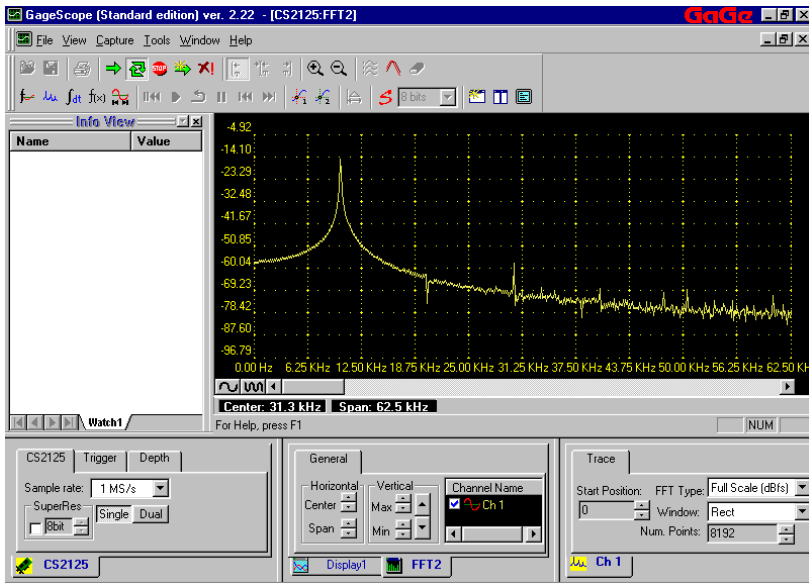 GageScope (Standard edition) ver. 2.22 - [CS2125:FFT2]
GaGe
File View Capture Tools Window Help
STOP
∫dt f(x)
8 bits
Info View
Name Value
-4.92
-14.10
-23.29
-32.48
-41.67
-50.85
-60.04
-69.23
-78.42
-87.60
-96.79
0.00 Hz 6.25 KHz 12.50 KHz 18.75 KHz 25.00 KHz 31.25 KHz 37.50 KHz 43.75 KHz 50.00 KHz 56.25 KHz 62.50 KH
Center: 31.3 kHz Span: 62.5 kHz
Watch1
For Help, press F1
NUM
CS2125 Trigger Depth
Sample rate: 1 MS/s
SuperRes
8bit
Single Dual
CS2125
General
Horizontal
Center
Span
Vertical
Max
Min
Channel Name
Ch 1
Display1 FFT2
Trace
Start Position: FFT Type: Full Scale (dBfs)
0 Window: Rect
Num. Points: 8192
Ch 1